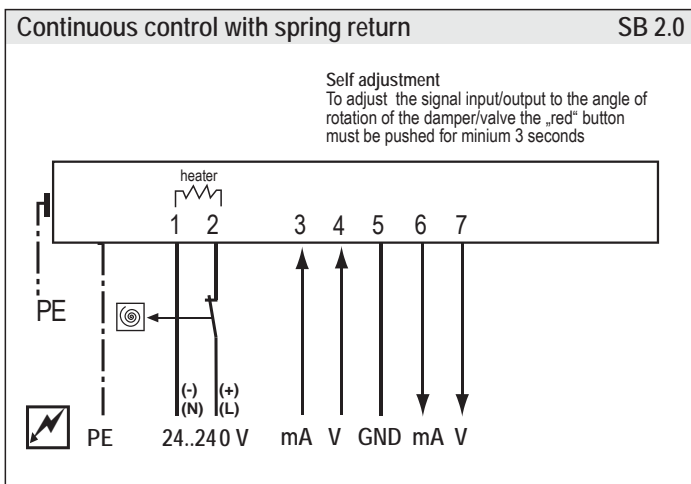 Continuous control with spring return SB 2.0
Self adjustment
To adjust the signal input/output to the angle of
rotation of the damper/valve the „red“ button
must be pushed for minium 3 seconds
heater
1 2 3 4 5 6 7
PE
(-) (+)
(N) (L)
PE 24..240 V mA V GND mA V